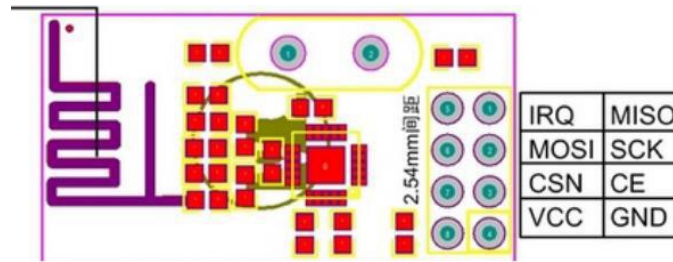 2.54mm间距
IRQ MISO
MOSI SCK
CSN CE
VCC GND